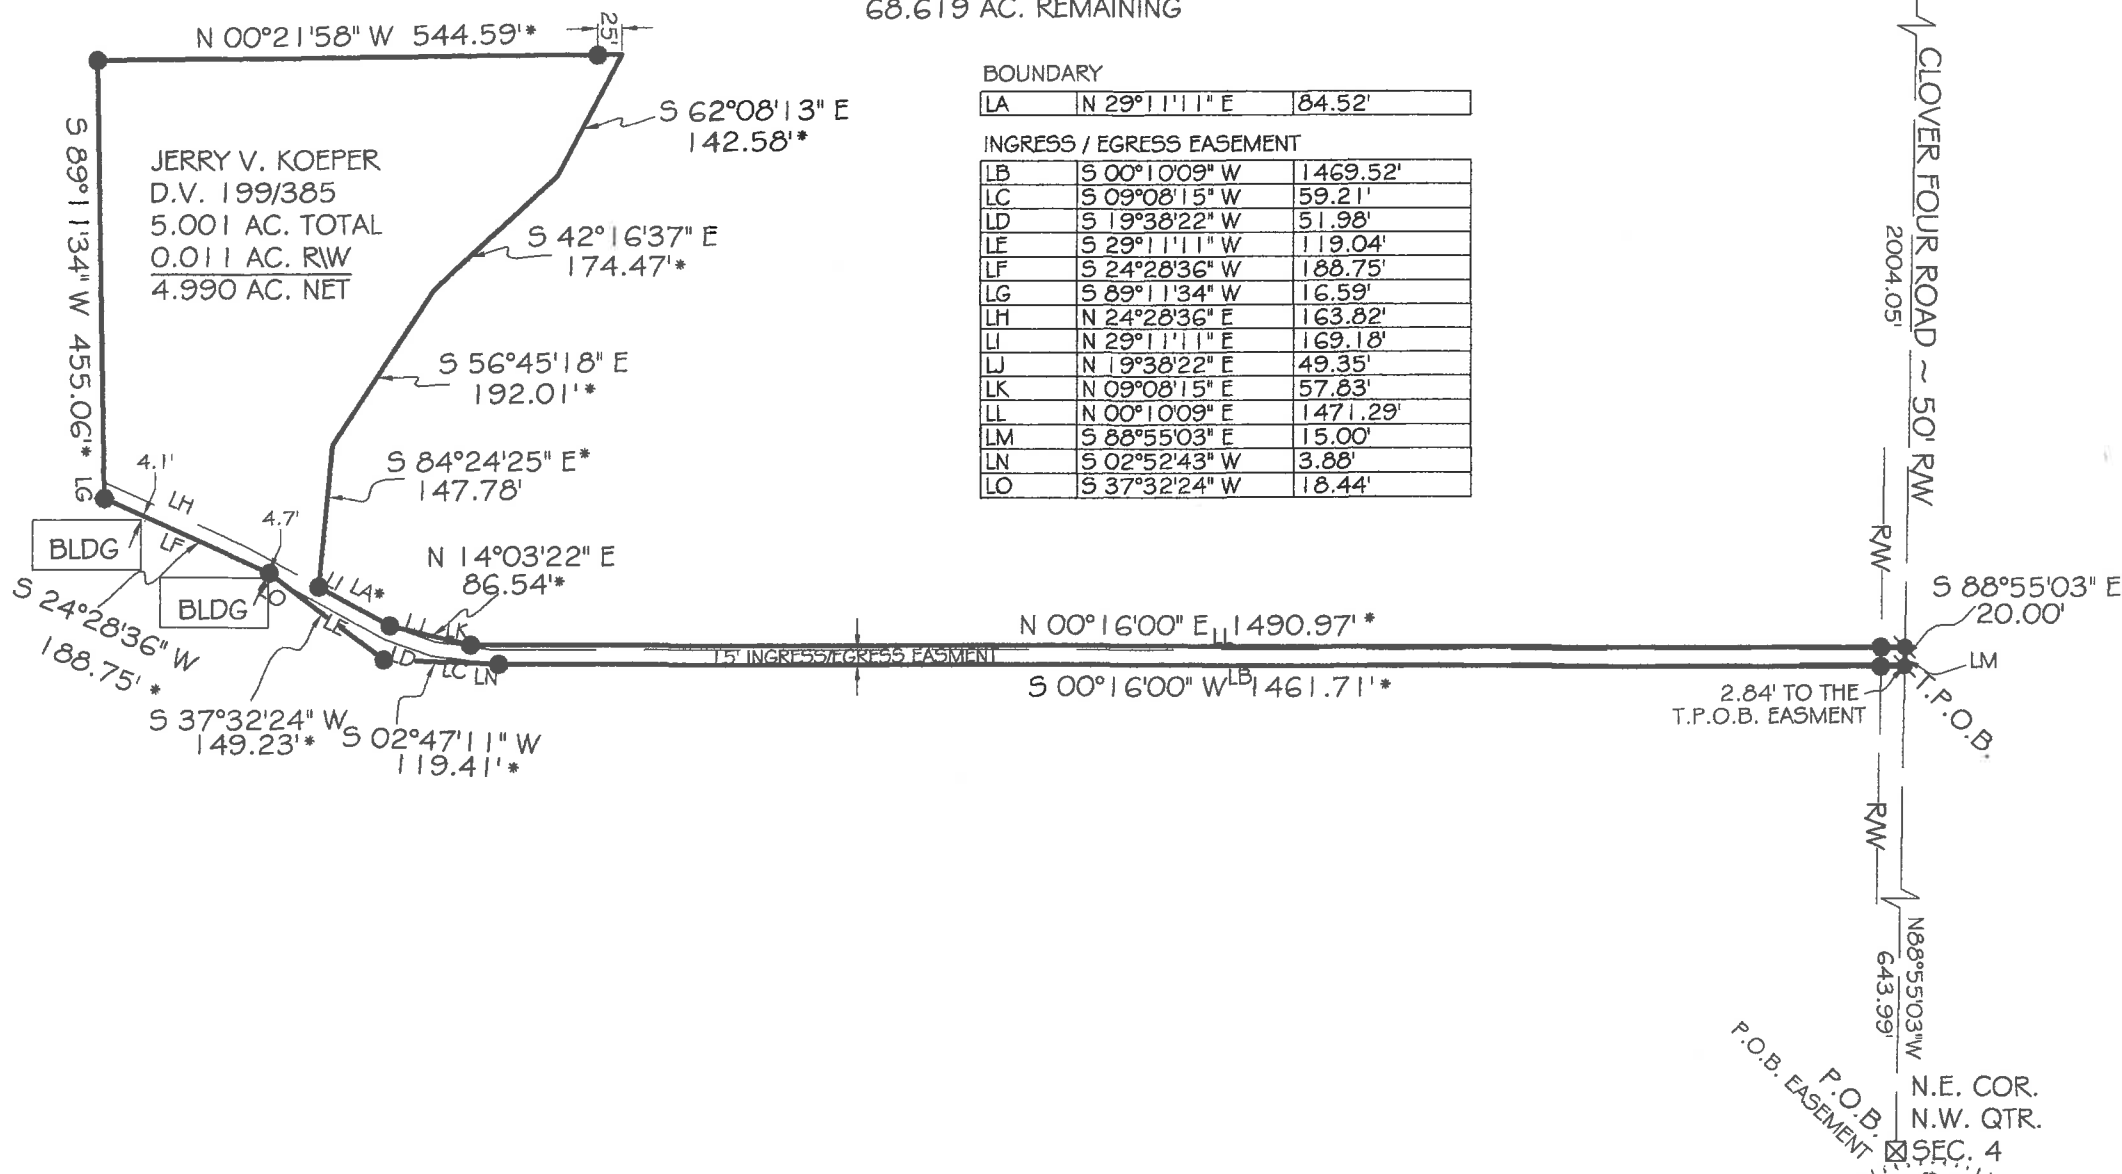 68.619 AC. REMAINING
N 00°21'58" W 544.59'*
25'
S 62°08'13" E
142.58'*
S 89°11'34" W 455.06'*
JERRY V. KOEPER
D.V. 199/385
5.001 AC. TOTAL
0.011 AC. R\W
4.990 AC. NET
S 42°16'37" E
174.47'*
S 56°45'18" E
192.01'*
S 84°24'25" E*
147.78'
BOUNDARY
LA N 29°11'11" E 84.52'
INGRESS / EGRESS EASEMENT
LB S 00°10'09" W 1469.52'
LC S 09°08'15" W 59.21'
LD S 19°38'22" W 51.98'
LE S 29°11'11" W 119.04'
LF S 24°28'36" W 188.75'
LG S 89°11'34" W 16.59'
LH N 24°28'36" E 163.82'
LI N 29°11'11" E 169.18'
LJ N 19°38'22" E 49.35'
LK N 09°08'15" E 57.83'
LL N 00°10'09" E 1471.29'
LM S 88°55'03" E 15.00'
LN S 02°52'43" W 3.88'
LO S 37°32'24" W 18.44'
CLOVER FOUR ROAD ~ 50' R/W
2004.05'
R/W
LG
4.1'
LH
LF
BLDG
4.7'
BLDG
LO
LI LA*
LE
N 14°03'22" E
86.54'*
LJ LK
LD
LC LN
S 24°28'36" W
188.75' *
S 37°32'24" W
149.23'*
S 02°47'11" W
119.41'*
N 00°16'00" E LL 1490.97' *
15' INGRESS/EGRESS EASMENT
S 00°16'00" W LB 1461.71' *
S 88°55'03" E
20.00'
LM
2.84' TO THE
T.P.O.B. EASMENT
T.P.O.B.
R/W
N88°55'03"W
643.99'
P.O.B.
P.O.B. EASEMENT
N.E. COR.
N.W. QTR.
SEC. 4